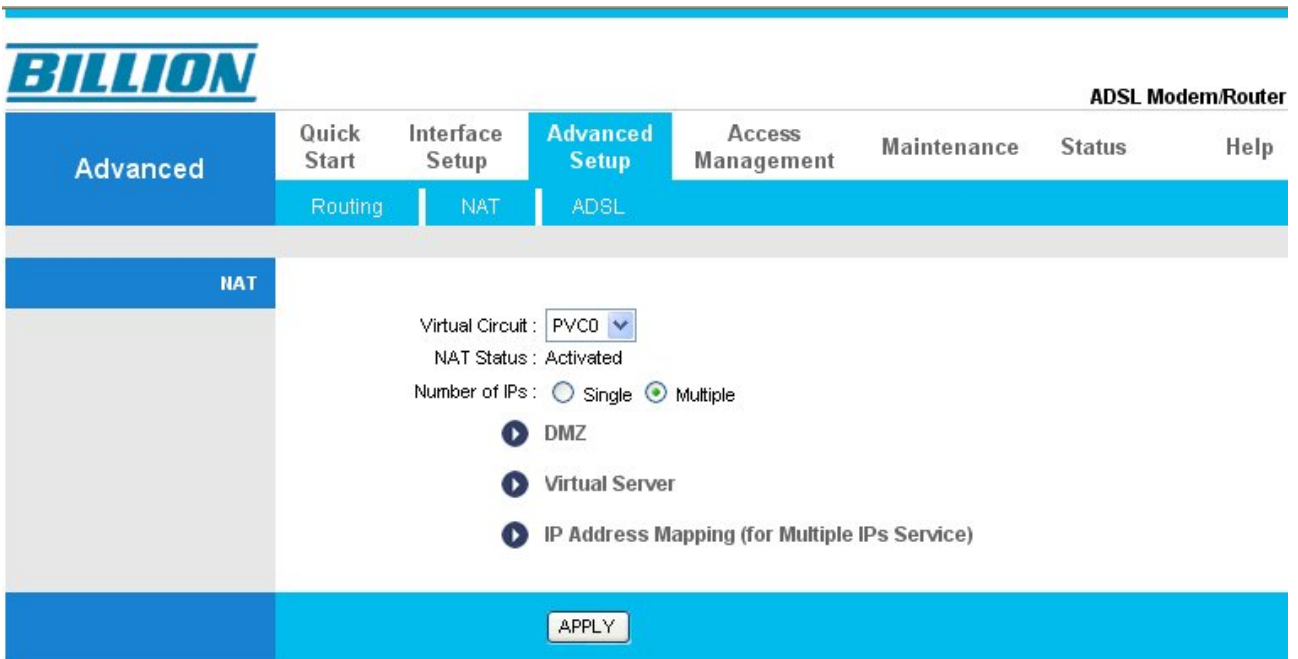 BILLION
ADSL Modem/Router
Advanced
Quick Start
Interface Setup
Advanced Setup
Access Management
Maintenance
Status
Help
Routing
NAT
ADSL
NAT
Virtual Circuit : PVC0
NAT Status : Activated
Number of IPs : Single Multiple
DMZ
Virtual Server
IP Address Mapping (for Multiple IPs Service)
APPLY